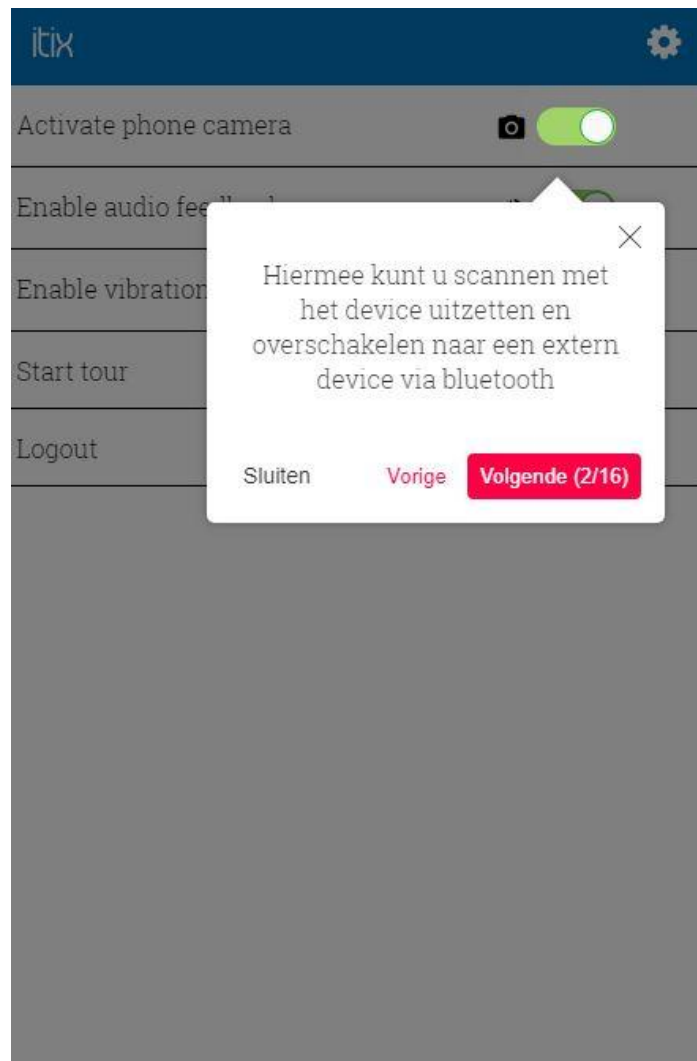 itix
Activate phone camera
Enable audio
Enable vibration
Start tour
Logout
Hiermee kunt u scannen met
het device uitzetten en
overschakelen naar een extern
device via bluetooth
Sluiten
Vorige
Volgende (2/16)